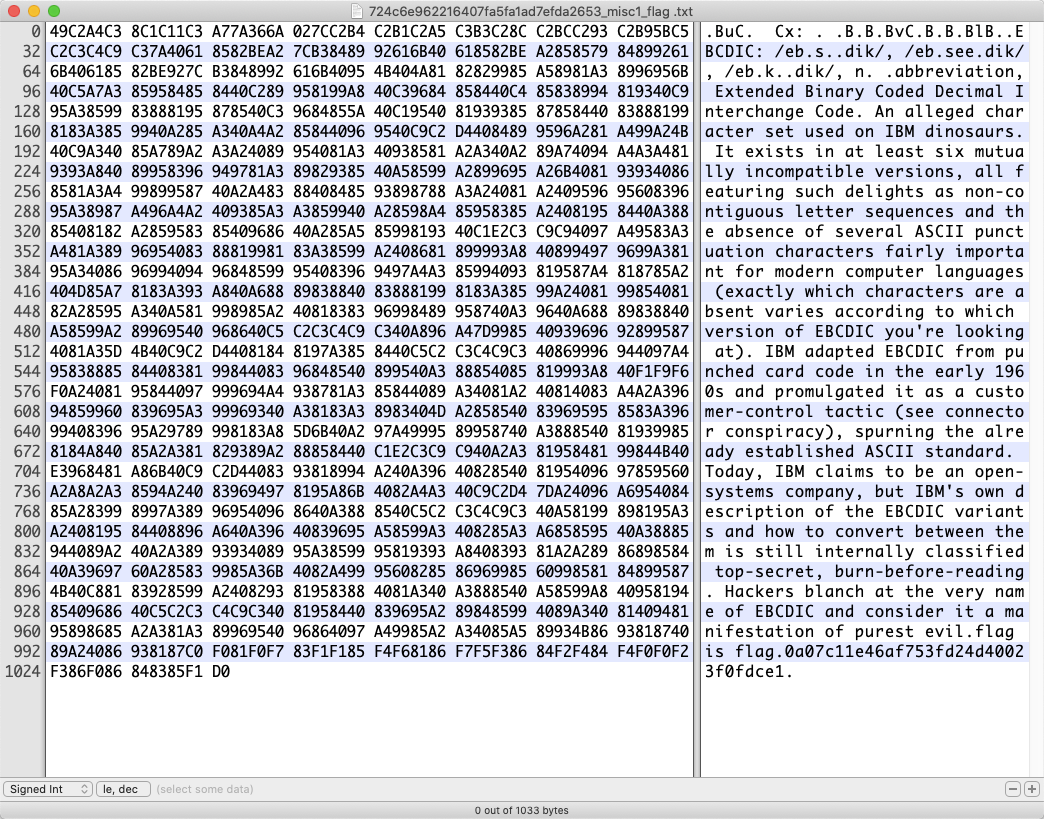 724c6e962216407fa5fa1ad7efda2653_misc1_flag .txt
0 49C2A4C3 8C1C11C3 A77A366A 027CC2B4 C2B1C2A5 C3B3C28C C2BCC293 C2B95BC5 .BuC. Cx: . .B.B.BvC.B.B.BlB..E
32 C2C3C4C9 C37A4061 8582BEA2 7CB38489 92616B40 618582BE A2858579 84899261 BCDIC: /eb.s..dik/, /eb.see.dik/
64 6B406185 82BE927C B3848992 616B4095 4B404A81 82829985 A58981A3 8996956B , /eb.k..dik/, n. .abbreviation,
96 40C5A7A3 85958485 8440C289 958199A8 40C39684 858440C4 85838994 819340C9 Extended Binary Coded Decimal I
128 95A38599 83888195 878540C3 9684855A 40C19540 81939385 87858440 83888199 nterchange Code. An alleged char
160 8183A385 9940A285 A340A4A2 85844096 9540C9C2 D4408489 9596A281 A499A24B acter set used on IBM dinosaurs.
192 40C9A340 85A789A2 A3A24089 954081A3 40938581 A2A340A2 89A74094 A4A3A481 It exists in at least six mutua
224 9393A840 89958396 949781A3 89829385 40A58599 A2899695 A26B4081 93934086 lly incompatible versions, all f
256 8581A3A4 99899587 40A2A483 88408485 93898788 A3A24081 A2409596 95608396 eaturing such delights as non-co
288 95A38987 A496A4A2 409385A3 A3859940 A28598A4 85958385 A2408195 8440A388 ntiguous letter sequences and th
320 85408182 A2859583 85409686 40A285A5 85998193 40C1E2C3 C9C94097 A49583A3 e absence of several ASCII punct
352 A481A389 96954083 88819981 83A38599 A2408681 899993A8 40899497 9699A381 uation characters fairly importa
384 95A34086 96994094 96848599 95408396 9497A4A3 85994093 819587A4 818785A2 nt for modern computer languages
416 404D85A7 8183A393 A840A689 89838840 83888199 8183A385 99A24081 99854081 (exactly which characters are a
448 82A28595 A340A581 998985A2 40818383 96998489 958740A3 9640A688 89838840 bsent varies according to which
480 A58599A2 89969540 968640C5 C2C3C4C9 C340A896 A47D9985 40939696 92899587 version of EBCDIC you're looking
512 4081A35D 4B40C9C2 D4408184 8197A385 8440C5C2 C3C4C9C3 40869996 944097A4 at). IBM adapted EBCDIC from pu
544 95838885 84408381 99844083 96848540 899540A3 88854085 819993A8 40F1F9F6 nched card code in the early 196
576 F0A24081 95844097 999694A4 938781A3 85844089 A34081A2 40814083 A4A2A396 0s and promulgated it as a custo
608 94859960 839695A3 99969340 A38183A3 8983404D A2858540 83969595 8583A396 mer-control tactic (see connecto
640 99408396 95A29789 998183A8 5D6B40A2 97A49995 89958740 A3888540 81939985 r conspiracy), spurning the alre
672 8184A840 85A2A381 829389A2 88858440 C1E2C3C9 C940A2A3 81958481 99844B40 ady established ASCII standard.
704 E3968481 A86B40C9 C2D44083 93818994 A240A396 40828540 81954096 97859560 Today, IBM claims to be an open-
736 A2A8A2A3 8594A240 83969497 8195A86B 4082A4A3 40C9C2D4 7DA24096 A6954084 systems company, but IBM's own d
768 85A28399 8997A389 96954096 8640A388 8540C5C2 C3C4C9C3 40A58199 898195A3 escription of the EBCDIC variant
800 A2408195 84408896 A640A396 40839695 A58599A3 408285A3 A6858595 40A38885 s and how to convert between the
832 944089A2 40A2A389 93934089 95A38599 95819393 A8408393 81A2A289 86898584 m is still internally classified
864 40A39697 60A28583 9985A36B 4082A499 95608285 86969985 60998581 84899587 top-secret, burn-before-reading
896 4B40C881 83928599 A2408293 81958388 4081A340 A3888540 A58599A8 40958194 . Hackers blanch at the very nam
928 85409686 40C5C2C3 C4C9C340 81958440 839695A2 89848599 4089A340 81409481 e of EBCDIC and consider it a ma
960 95898685 A2A381A3 89969540 96864097 A49985A2 A34085A5 89934B86 93818740 nifestation of purest evil.flag
992 89A24086 938187C0 F081F0F7 83F1F185 F4F68186 F7F5F386 84F2F484 F4F0F0F2 is flag.0a07c11e46af753fd24d4002
1024 F386F086 848385F1 D0 3f0fdce1.
Signed Int le, dec (select some data)
0 out of 1033 bytes